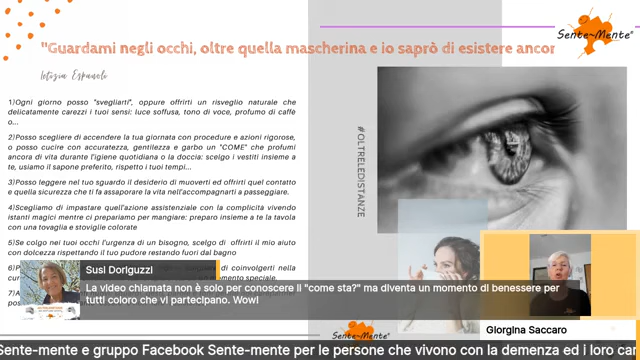 "Guardami negli occhi, oltre quella mascherina e io saprò di esistere ancor
Sente~Mente®
Letizia Espanoli
1)Ogni giorno posso "svegliarti", oppure offrirti un risveglio naturale che
delicatamente carezzi i tuoi sensi: luce soffusa, tono di voce, profumo di caffè
o...
2)Posso scegliere di accendere la tua giornata con procedure e azioni rigorose,
o posso cucire con accuratezza, gentilezza e garbo un "COME" che profumi
ancora di vita durante l'igiene quotidiana o la doccia: scelgo i vestiti insieme a
te, usiamo il sapone preferito, rispetto i tuoi tempi...
3)Posso leggere nel tuo sguardo il desiderio di muoverti ed offrirti quel contatto
e quella sicurezza che ti fa assaporare la vita nell'accompagnarti a passeggiare.
4)Scegliamo di impastare quell'azione assistenziale con la complicità vivendo
istanti magici mentre ci prepariamo per mangiare: preparo insieme a te la tavola
con una tovaglia e stoviglie colorate
5)Se colgo nei tuoi occhi l'urgenza di un bisogno, scelgo di offrirti il mio aiuto
con dolcezza rispettando il tuo pudore restando fuori dal bagno
di coinvolgerti nella
momento speciale.
#OLTRELEDISTANZE
Susi Doriguzzi
La video chiamata non è solo per conoscere il "come sta?" ma diventa un momento di benessere per
tutti coloro che vi partecipano. Wow!
Giorgina Saccaro
Sente~Mente®
Sente-mente e gruppo Facebook Sente-mente per le persone che vivono con la demenza ed i loro car